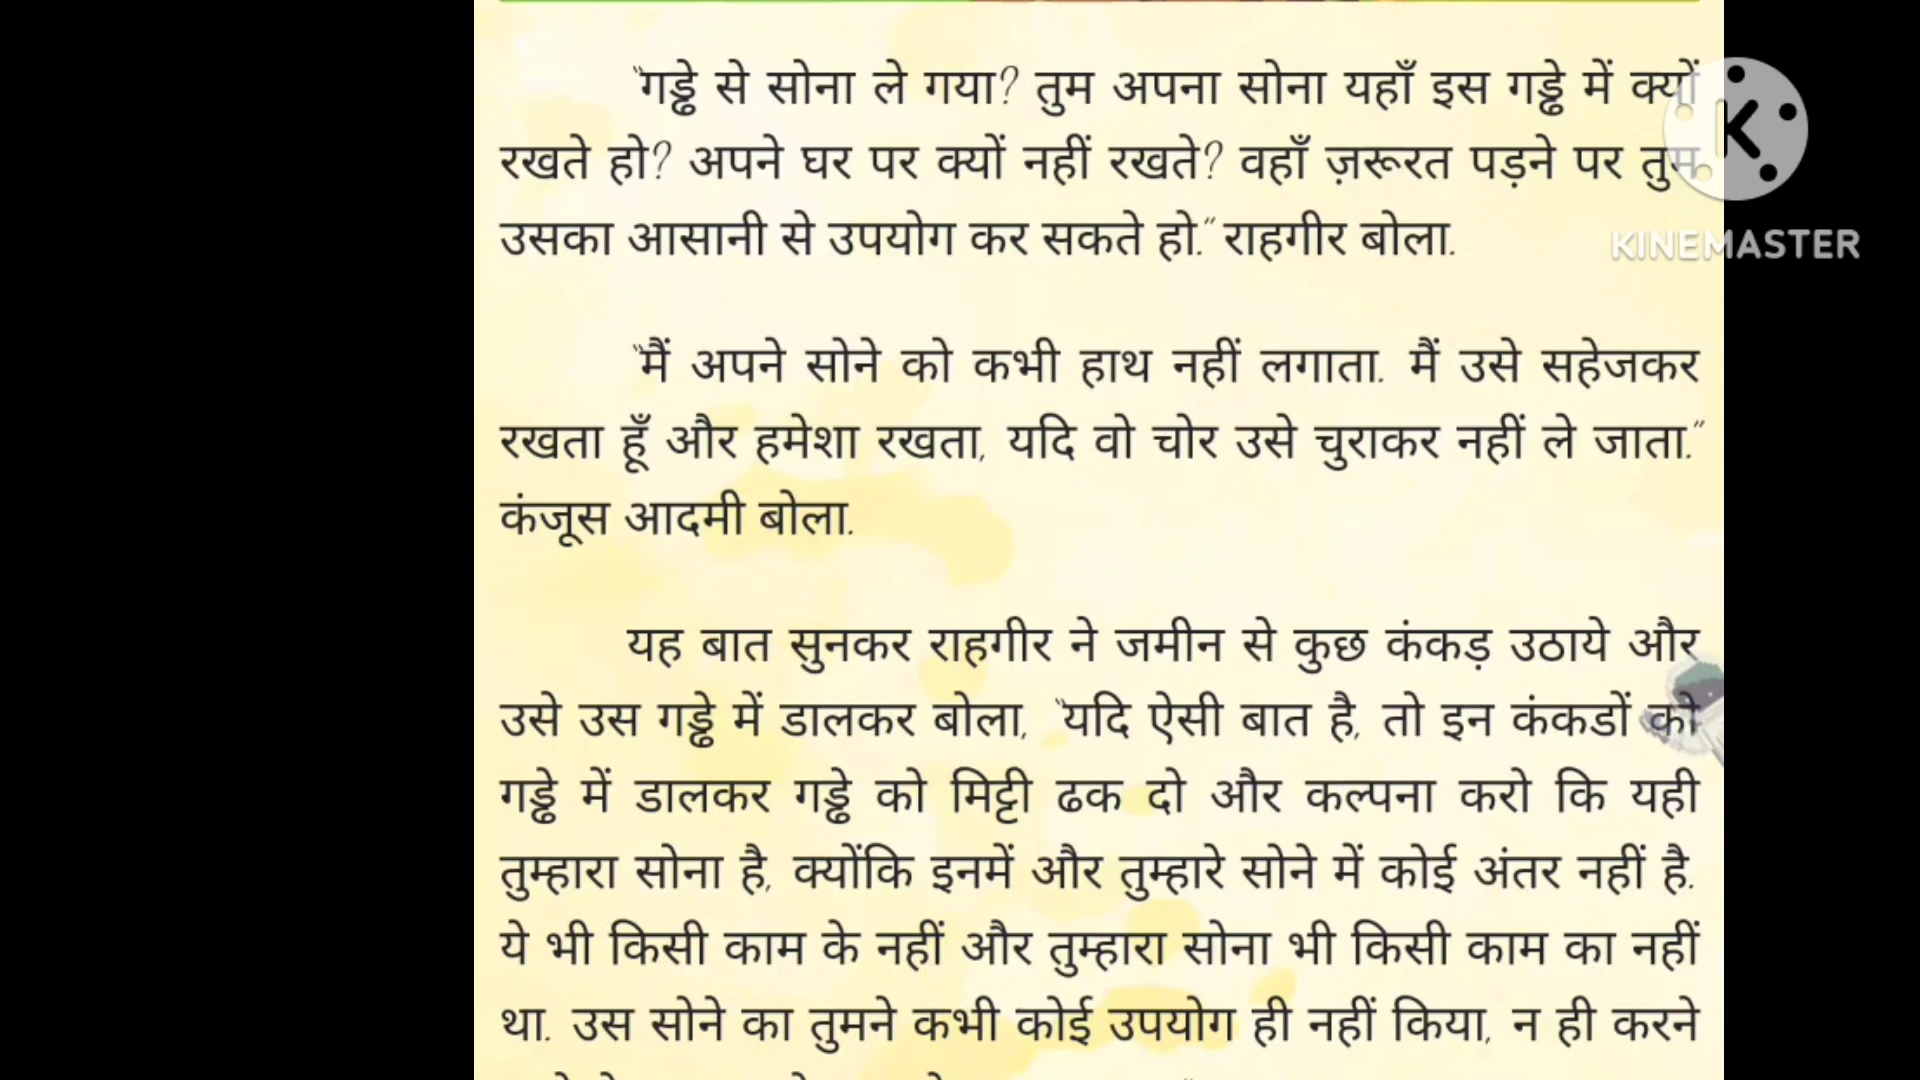 "गड्ढे से सोना ले गया? तुम अपना सोना यहाँ इस गड्ढे में क्यों
रखते हो? अपने घर पर क्यों नहीं रखते? वहाँ ज़रूरत पड़ने पर तुम
उसका आसानी से उपयोग कर सकते हो." राहगीर बोला.
KINEMASTER
"मैं अपने सोने को कभी हाथ नहीं लगाता. मैं उसे सहेजकर
रखता हूँ और हमेशा रखता, यदि वो चोर उसे चुराकर नहीं ले जाता."
कंजूस आदमी बोला.
यह बात सुनकर राहगीर ने जमीन से कुछ कंकड़ उठाये और
उसे उस गड्ढे में डालकर बोला, "यदि ऐसी बात है, तो इन कंकडों को
गड्ढे में डालकर गड्ढे को मिट्टी ढक दो और कल्पना करो कि यही
तुम्हारा सोना है, क्योंकि इनमें और तुम्हारे सोने में कोई अंतर नहीं है.
ये भी किसी काम के नहीं और तुम्हारा सोना भी किसी काम का नहीं
था. उस सोने का तुमने कभी कोई उपयोग ही नहीं किया, न ही करने